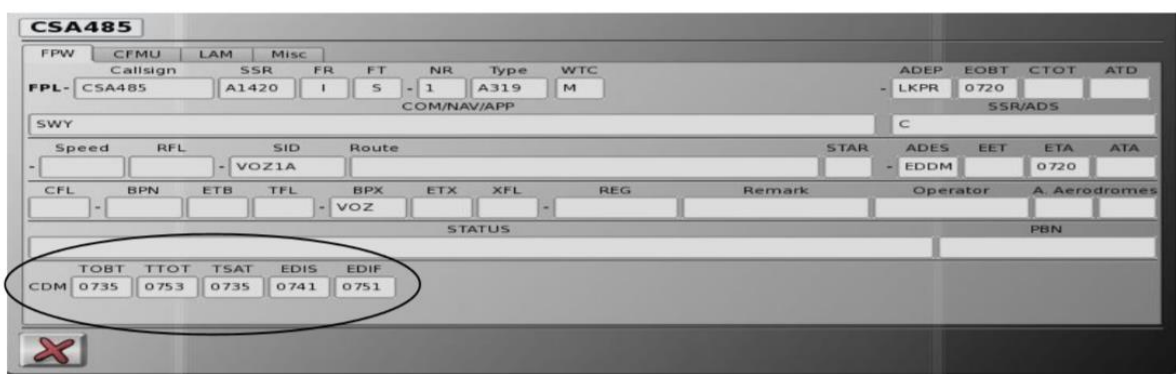 CSA485
FPW CFMU LAM Misc
Callsign SSR FR FT NR Type WTC ADEP EOBT CTOT ATD
FPL- CSA485 A1420 I S - 1 A319 M - LKPR 0720
COM/NAV/APP SSR/ADS
SWY C
Speed RFL SID Route STAR ADES EET ETA ATA
- - VOZ1A - EDDM 0720
CFL BPN ETB TFL BPX ETX XFL REG Remark Operator A. Aerodromes
- - VOZ -
STATUS PBN
TOBT TTOT TSAT EDIS EDIF
CDM 0735 0753 0735 0741 0751